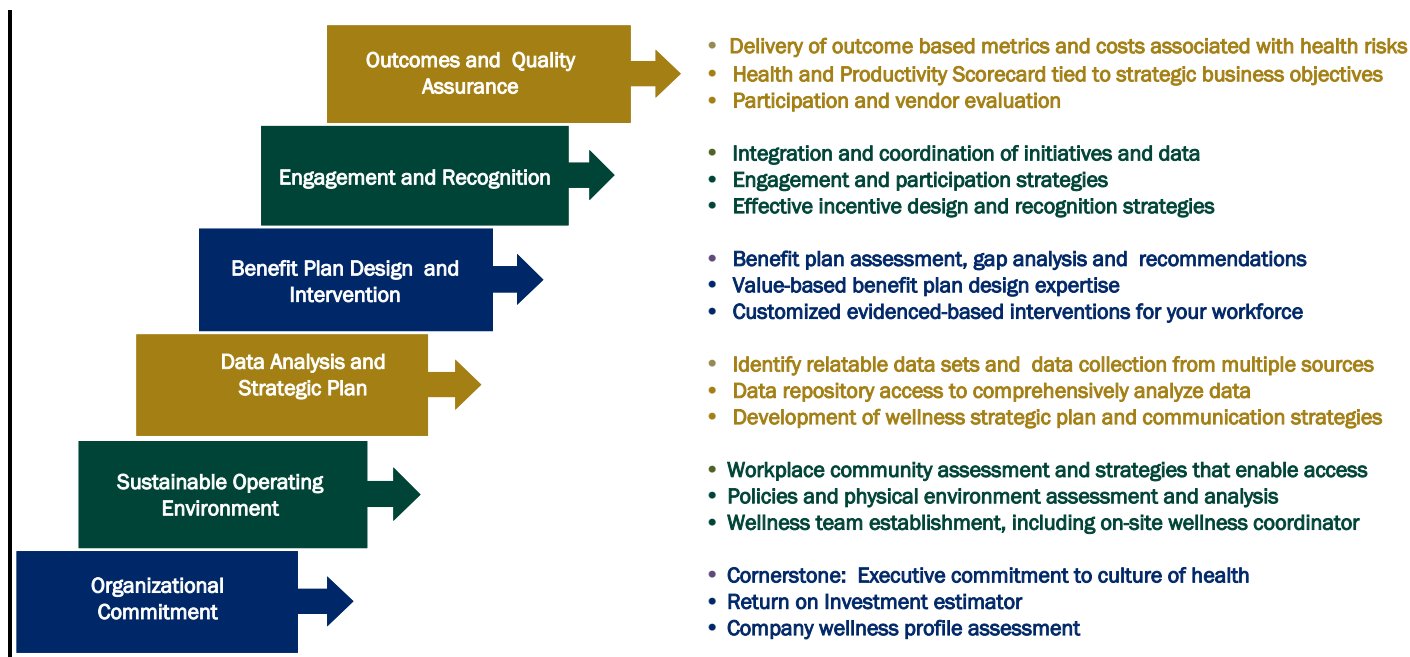 Outcomes and Quality
Assurance
• Delivery of outcome based metrics and costs associated with health risks
• Health and Productivity Scorecard tied to strategic business objectives
• Participation and vendor evaluation
Engagement and Recognition
• Integration and coordination of initiatives and data
• Engagement and participation strategies
• Effective incentive design and recognition strategies
Benefit Plan Design and
Intervention
• Benefit plan assessment, gap analysis and recommendations
• Value-based benefit plan design expertise
• Customized evidenced-based interventions for your workforce
Data Analysis and
Strategic Plan
• Identify relatable data sets and data collection from multiple sources
• Data repository access to comprehensively analyze data
• Development of wellness strategic plan and communication strategies
Sustainable Operating
Environment
• Workplace community assessment and strategies that enable access
• Policies and physical environment assessment and analysis
• Wellness team establishment, including on-site wellness coordinator
Organizational
Commitment
• Cornerstone: Executive commitment to culture of health
• Return on Investment estimator
• Company wellness profile assessment